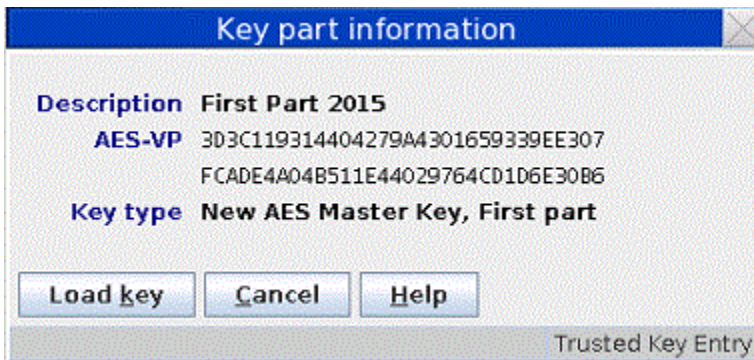 Key part information
Description First Part 2015
AES-VP 3D3C119314404279A4301659339EE307
FCADE4A04B511E44029764CD1D6E30B6
Key type New AES Master Key, First part
Load key Cancel Help
Trusted Key Entry